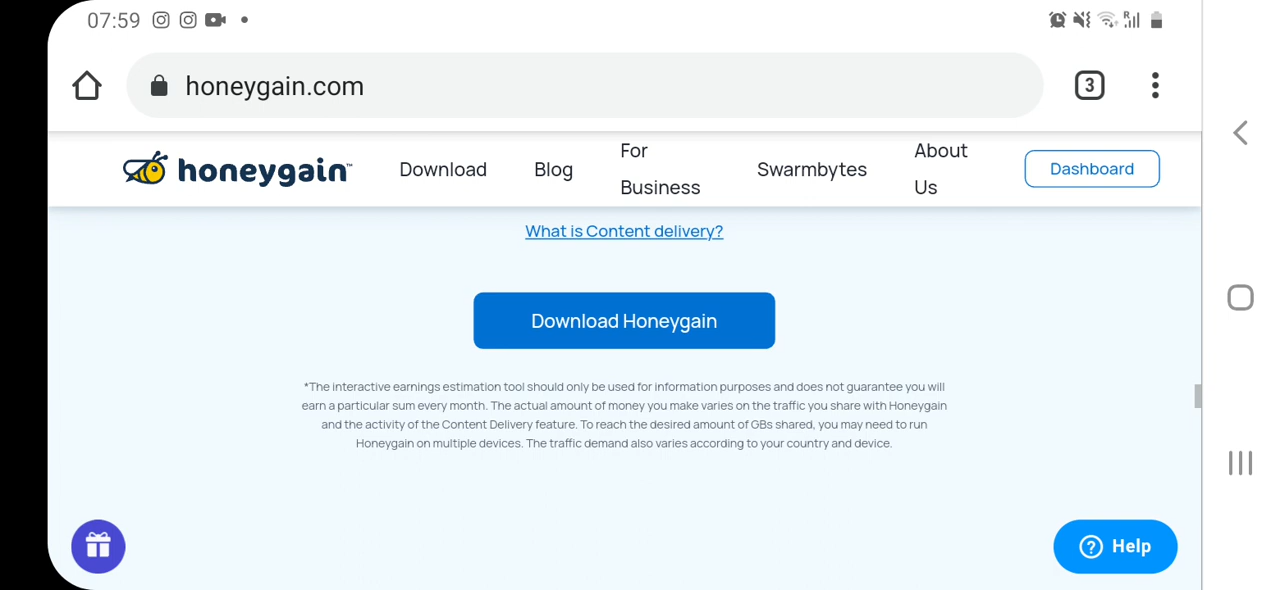 07:59
honeygain.com
3
honeygain™
Download
Blog
For
Business
Swarmbytes
About
Us
Dashboard
What is Content delivery?
Download Honeygain
*The interactive earnings estimation tool should only be used for information purposes and does not guarantee you will
earn a particular sum every month. The actual amount of money you make varies on the traffic you share with Honeygain
and the activity of the Content Delivery feature. To reach the desired amount of GBs shared, you may need to run
Honeygain on multiple devices. The traffic demand also varies according to your country and device.
? Help